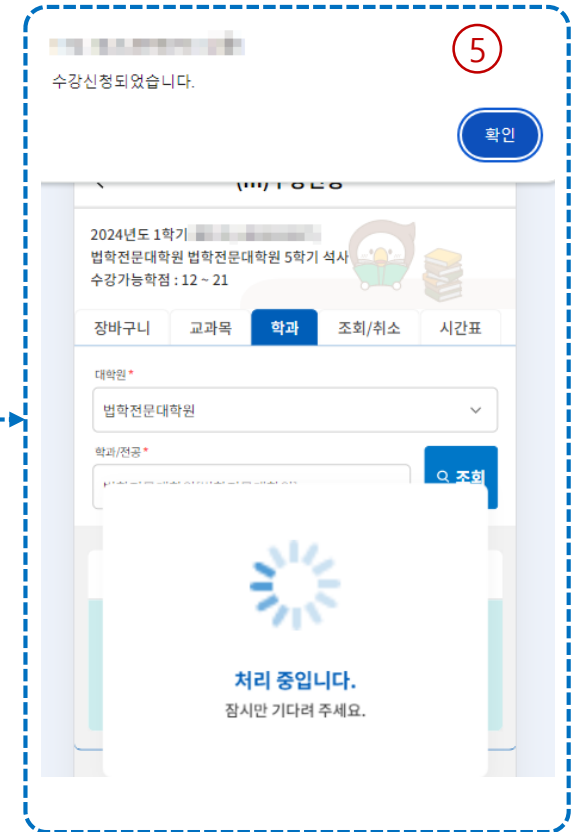 ⑤
수강신청되었습니다.
확인
2024년도 1학기
법학전문대학원 법학전문대학원 5학기 석사
수강가능학점 : 12 ~ 21
장바구니 교과목 학과 조회/취소 시간표
대학원 *
법학전문대학원
학과/전공 *
조회
처리 중입니다.
잠시만 기다려 주세요.